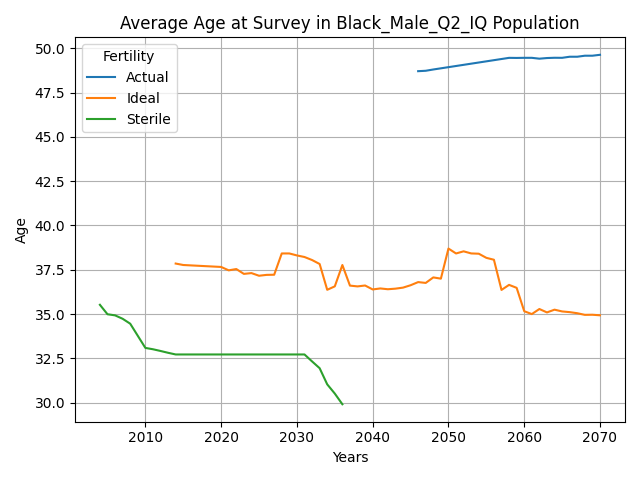 Average Age at Survey in Black_Male_Q2_IQ Population
Fertility
Actual
Ideal
Sterile
Age
50.0
47.5
45.0
42.5
40.0
37.5
35.0
32.5
30.0
2010 2020 2030 2040 2050 2060 2070
Years